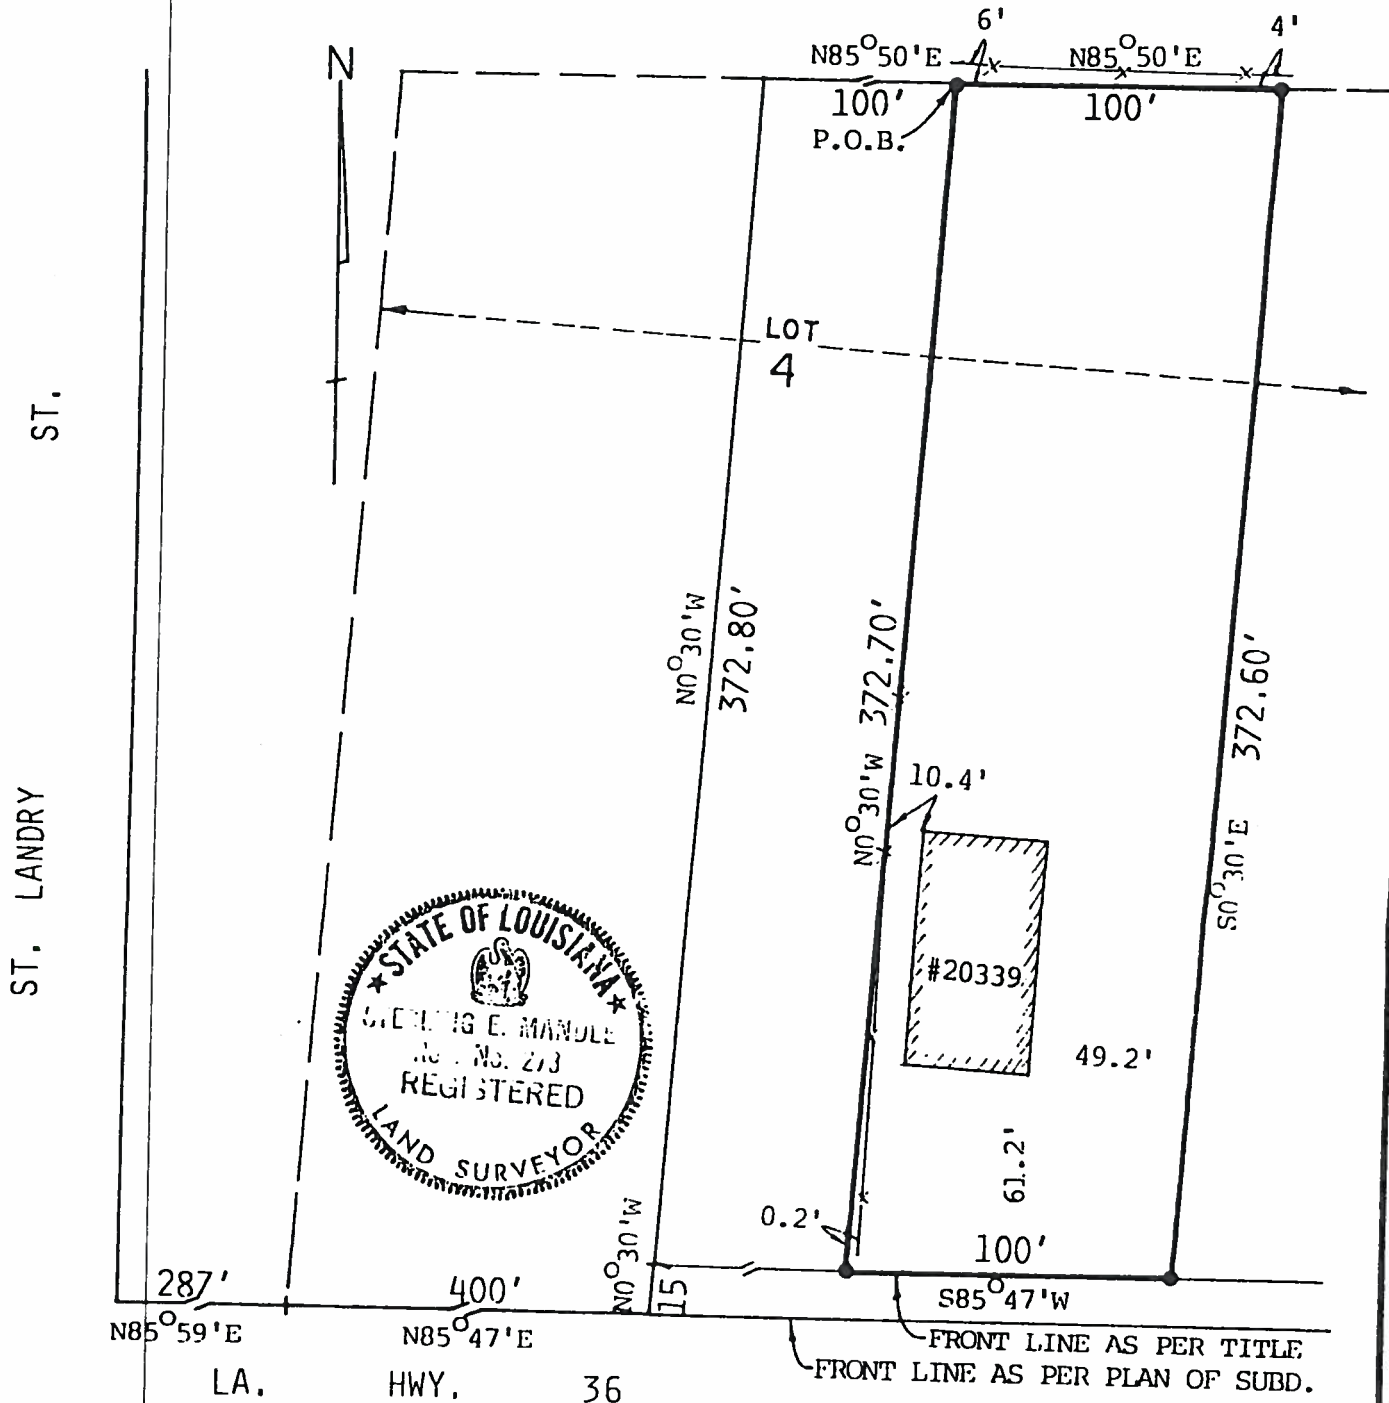 6'
4'
N
N85°50'E
N85°50'E
100'
100'
P.O.B.
LOT
4
ST. LANDRY ST.
N0°30'W
372.80'
N0°30'W 372.70'
S0°30'E 372.60'
10.4'
#20339
49.2'
61.2'
STATE OF LOUISIANA
E. MANDLE
No. 273
REGISTERED
LAND SURVEYOR
0.2'
100'
S85°47'W
N0°30'W
15
287'
400'
N85°59'E
N85°47'E
FRONT LINE AS PER TITLE
FRONT LINE AS PER PLAN OF SUBD.
LA. HWY. 36